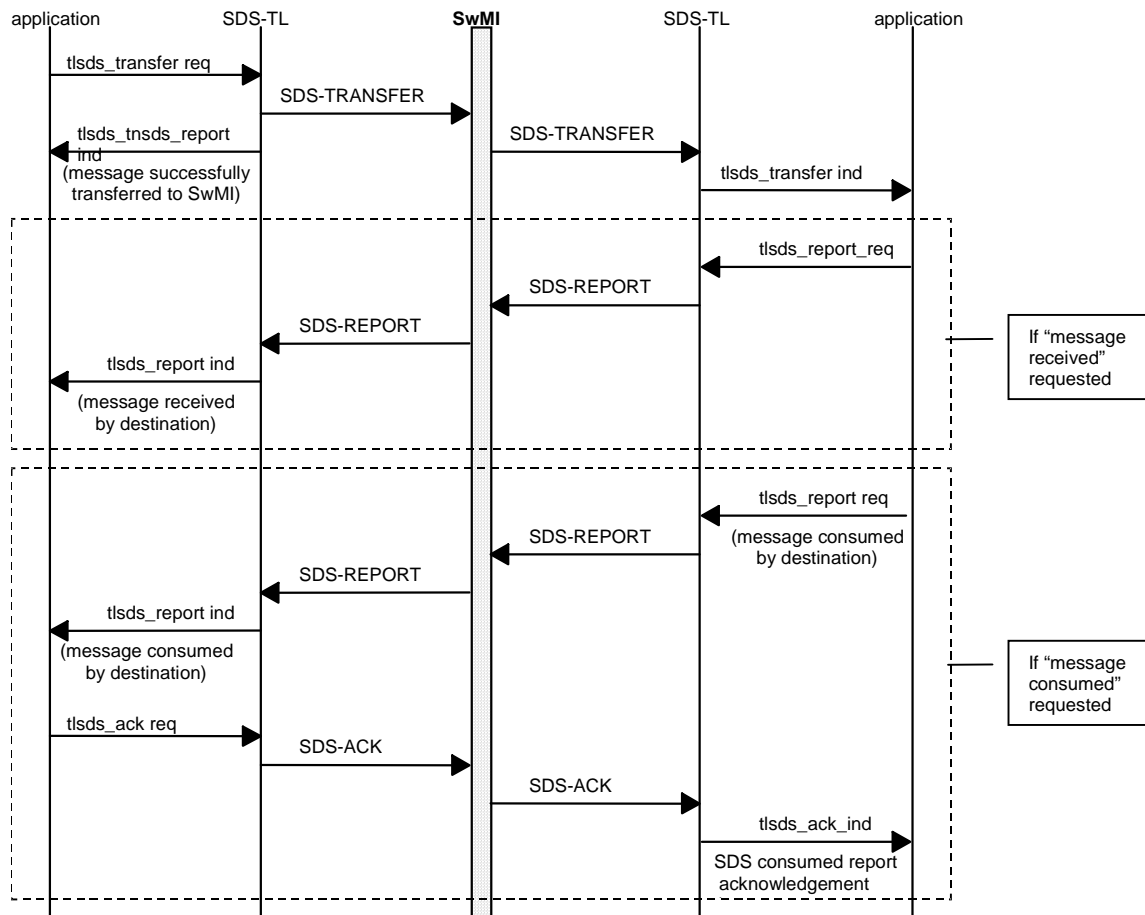 application
SDS-TL
SwMI
SDS-TL
application
tlsds_transfer req
SDS-TRANSFER
tlsds_tnsds_report
ind
(message successfully
transferred to SwMI)
SDS-TRANSFER
tlsds_transfer ind
tlsds_report_req
SDS-REPORT
SDS-REPORT
tlsds_report ind
(message received
by destination)
If “message
received”
requested
tlsds_report req
(message consumed
by destination)
SDS-REPORT
SDS-REPORT
tlsds_report ind
(message consumed
by destination)
If “message
consumed”
requested
tlsds_ack req
SDS-ACK
SDS-ACK
tlsds_ack_ind
SDS consumed report
acknowledgement